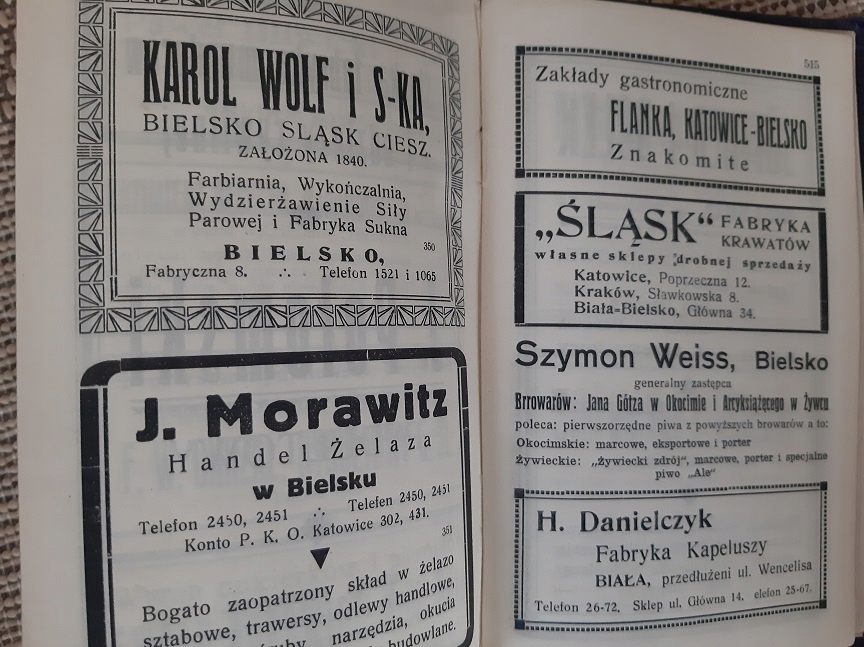 KAROL WOLF i S-KA,
BIELSKO ŚLĄSK CIESZ.
ZAŁOŻONA 1840.
Farbiarnia, Wykończalnia,
Wydzierżawienie Siły
Parowej i Fabryka Sukna
350
BIELSKO,
Fabryczna 8. ∴ Telefon 1521 i 1065
J. Morawitz
Handel Żelaza
w Bielsku
Telefon 2450, 2451 ∴ Telefen 2450, 2451
Konto P. K. O. Katowice 302, 431.
351
Bogato zaopatrzony skład w żelazo
sztabowe, trawersy, odlewy handlowe,
narzędzia, okucia
budowlane.
515
Zakłady gastronomiczne
FLANKA, KATOWICE-BIELSKO
Znakomite
„ŚLĄSK“ FABRYKA
KRAWATÓW
własne sklepy drobnej sprzedaży
Katowice, Poprzeczna 12.
Kraków, Sławkowska 8.
Biała-Bielsko, Główna 34.
Szymon Weiss, Bielsko
generalny zastępca
Brrowarów: Jana Götza w Okocimie i Arcyksiążęcego w Żywcu
poleca: pierwszorzędne piwa z powyższych browarów a to:
Okocimskie: marcowe, eksportowe i porter
Żywieckie: „żywiecki zdrój“, marcowe, porter i specjalne
piwo „Ale“
H. Danielczyk
Fabryka Kapeluszy
BIAŁA, przedłużeni ul. Wencelisa
Telefon 26-72. Sklep ul. Główna 14. elefon 25-67.